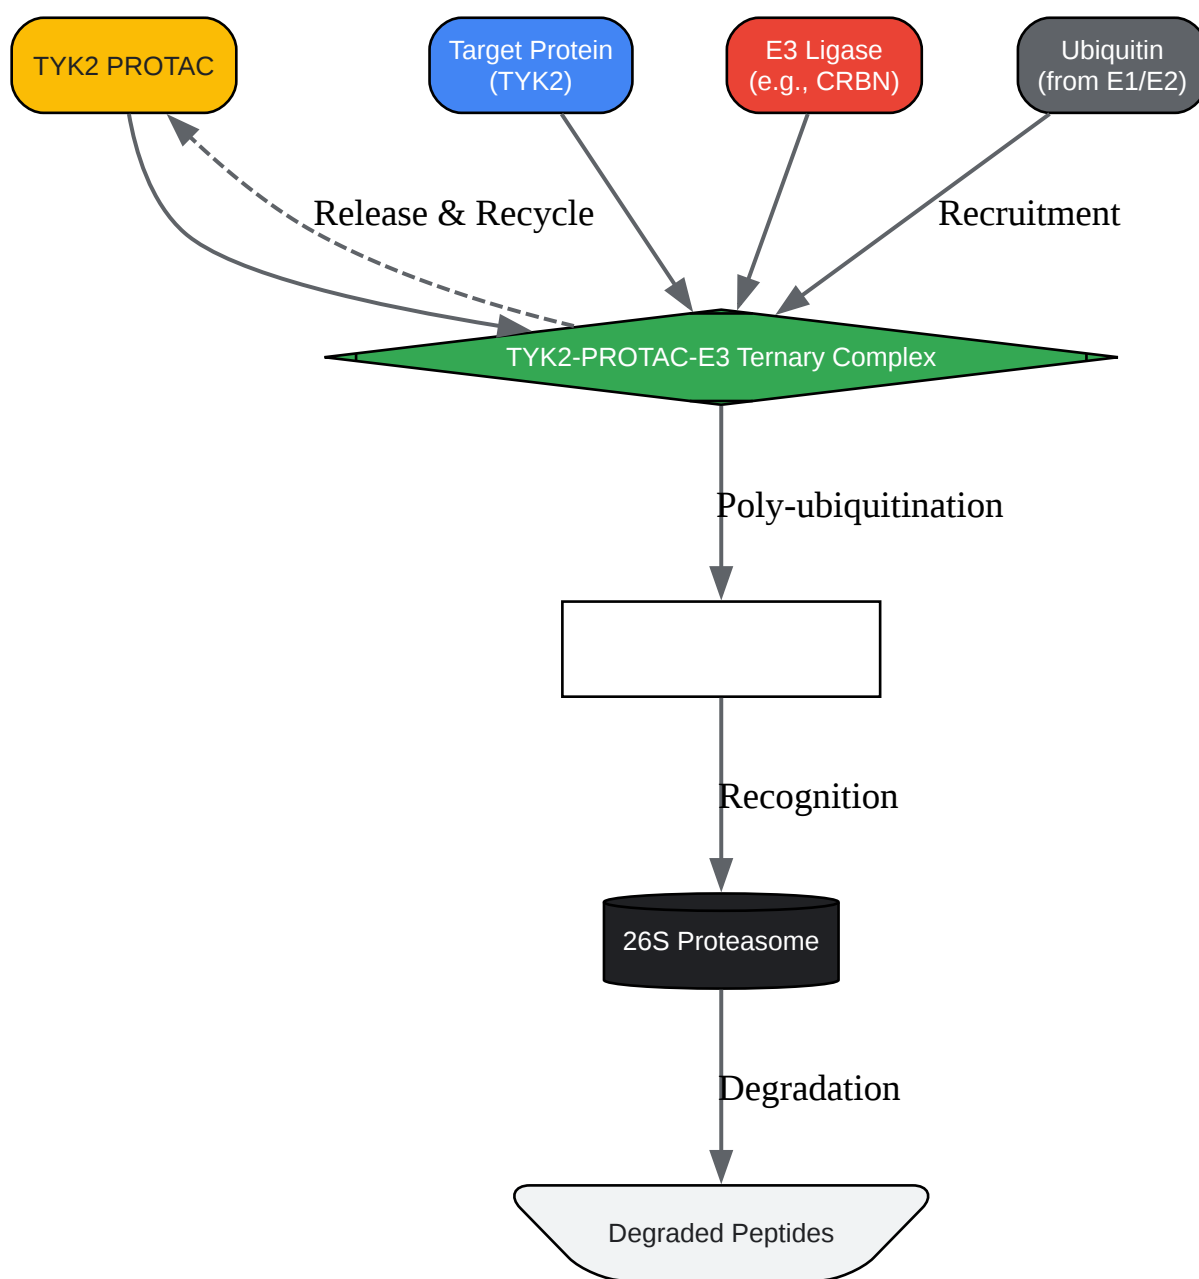 TYK2 PROTAC
Target Protein
(TYK2)
E3 Ligase
(e.g., CRBN)
Ubiquitin
(from E1/E2)
Release & Recycle
Recruitment
TYK2-PROTAC-E3 Ternary Complex
Poly-ubiquitination
Recognition
26S Proteasome
Degradation
Degraded Peptides